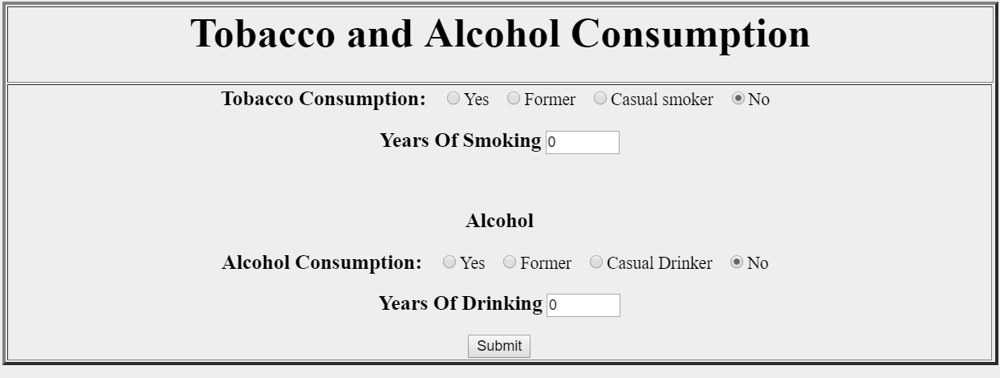 Tobacco and Alcohol Consumption
Tobacco Consumption: Yes Former Casual smoker No
Years Of Smoking 0
Alcohol
Alcohol Consumption: Yes Former Casual Drinker No
Years Of Drinking 0
Submit